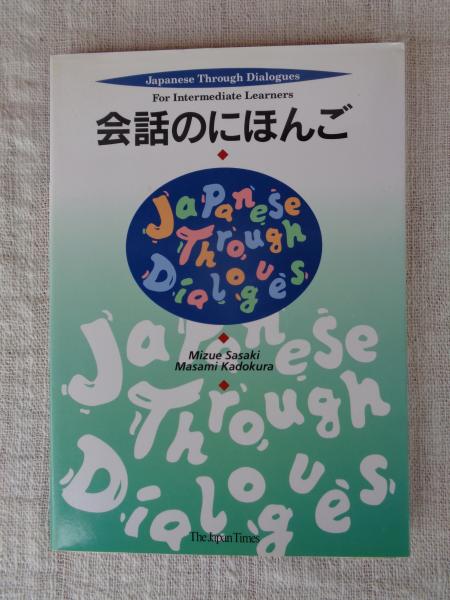 Japanese Through Dialogues
For Intermediate Learners
会話のにほんご
Japanese
Through
Dialogues
Mizue Sasaki
Masami Kadokura
Japanese
Through
Dialogues
The Japan Times